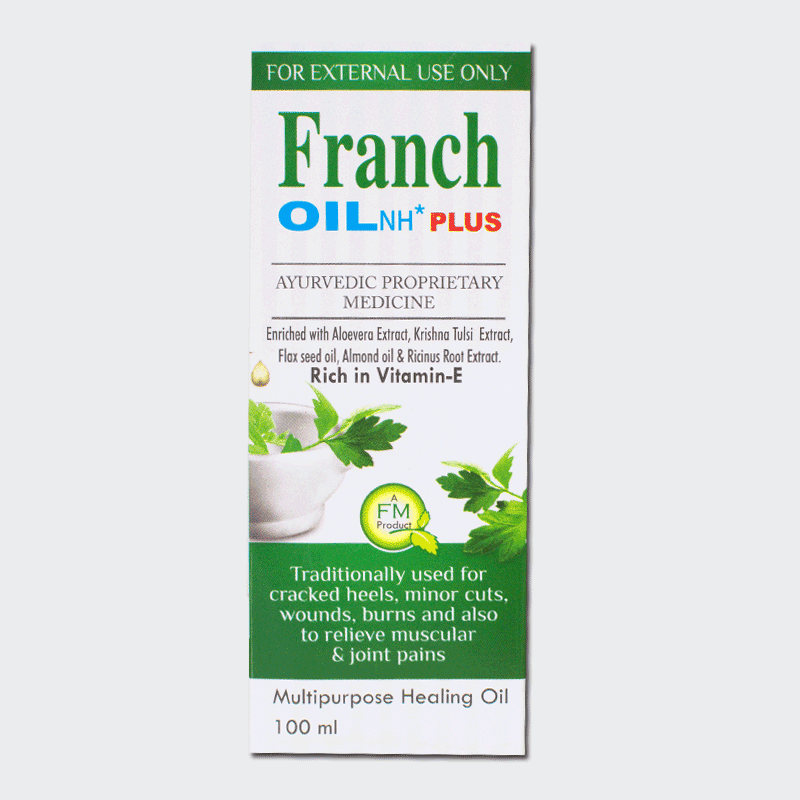 FOR EXTERNAL USE ONLY
Franch
OIL NH* PLUS
AYURVEDIC PROPRIETARY
MEDICINE
Enriched with Aloevera Extract, Krishna Tulsi Extract,
Flax seed oil, Almond oil & Ricinus Root Extract.
Rich in Vitamin-E
A
FM
Product
Traditionally used for
cracked heels, minor cuts,
wounds, burns and also
to relieve muscular
& joint pains
Multipurpose Healing Oil
100 ml